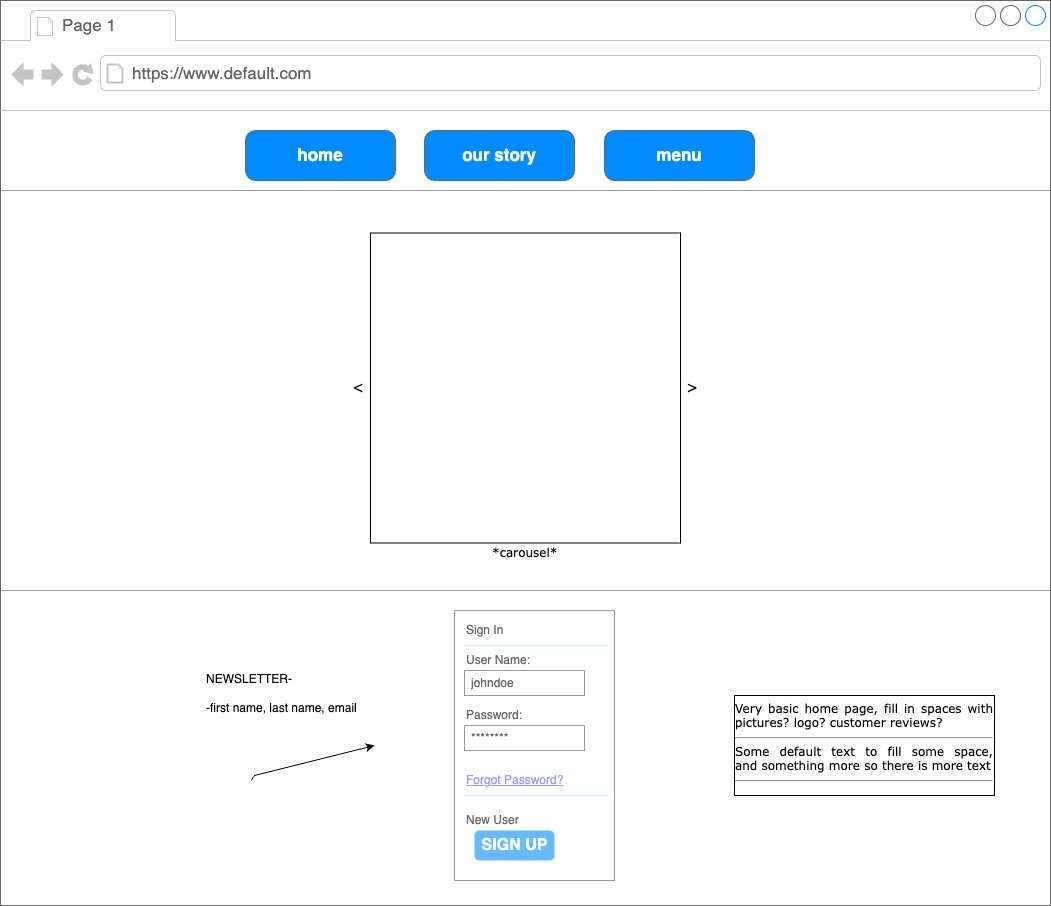 Page 1
https://www.default.com
home
our story
menu
<
>
*carousel*
NEWSLETTER-
-first name, last name, email
Sign In
User Name:
johndoe
Password:
********
Forgot Password?
New User
SIGN UP
Very basic home page, fill in spaces with
pictures? logo? customer reviews?
Some default text to fill some space,
and something more so there is more text